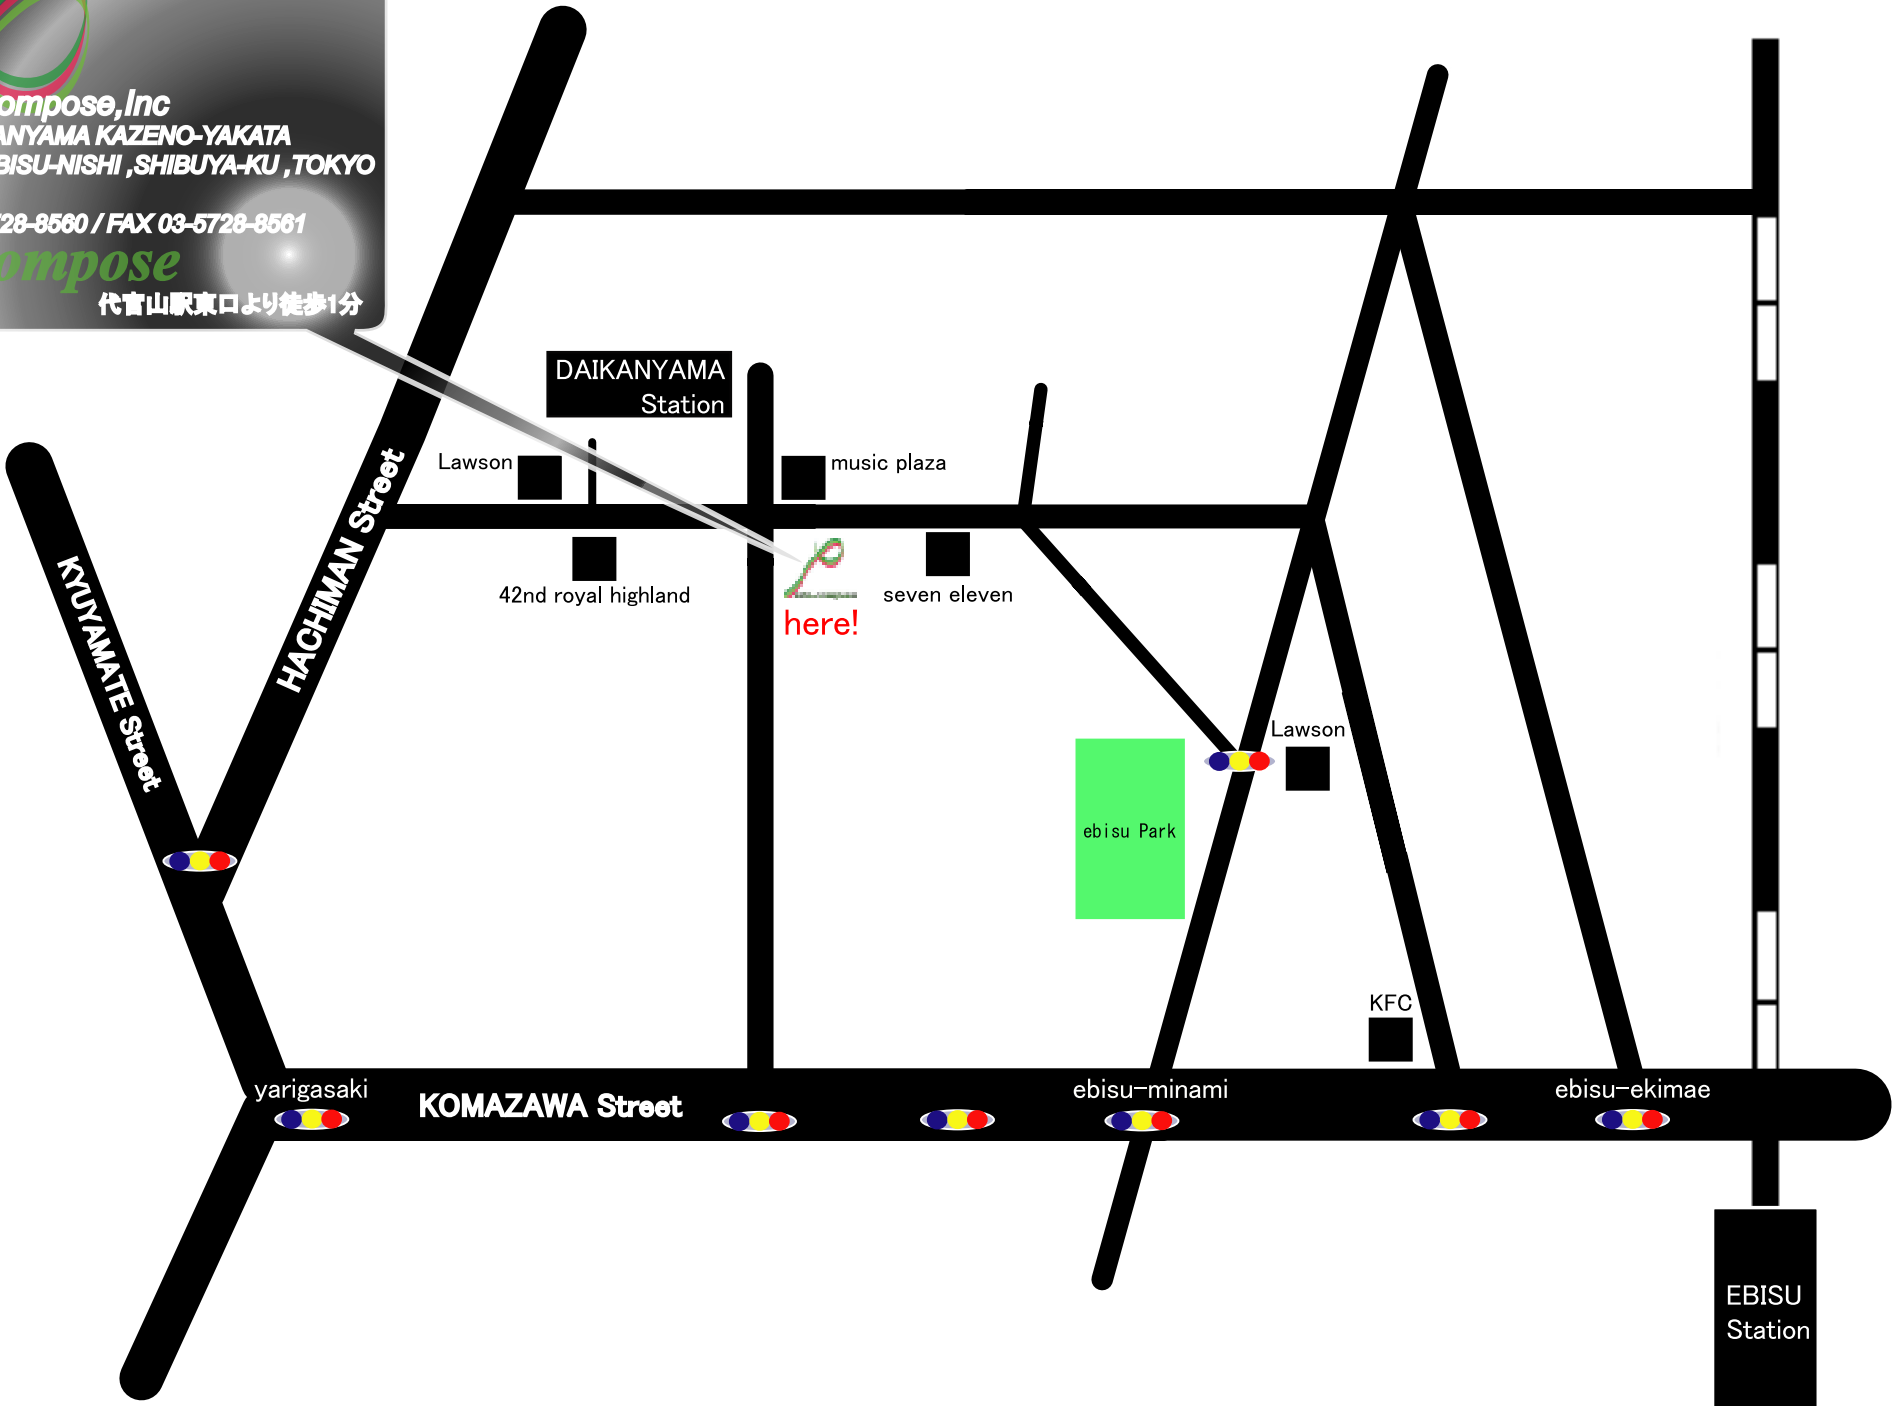 ompose,Inc
ANYAMA KAZENO-YAKATA
BISU-NISHI ,SHIBUYA-KU ,TOKYO
28-8560 / FAX 03-5728-8561
ompose
代官山駅東口より徒歩1分
DAIKANYAMA
Station
Lawson
music plaza
HACHIMAN Street
42nd royal highland
seven eleven
here!
KYUYAMATE Street
Lawson
ebisu Park
KFC
yarigasaki
KOMAZAWA Street
ebisu-minami
ebisu-ekimae
EBISU
Station